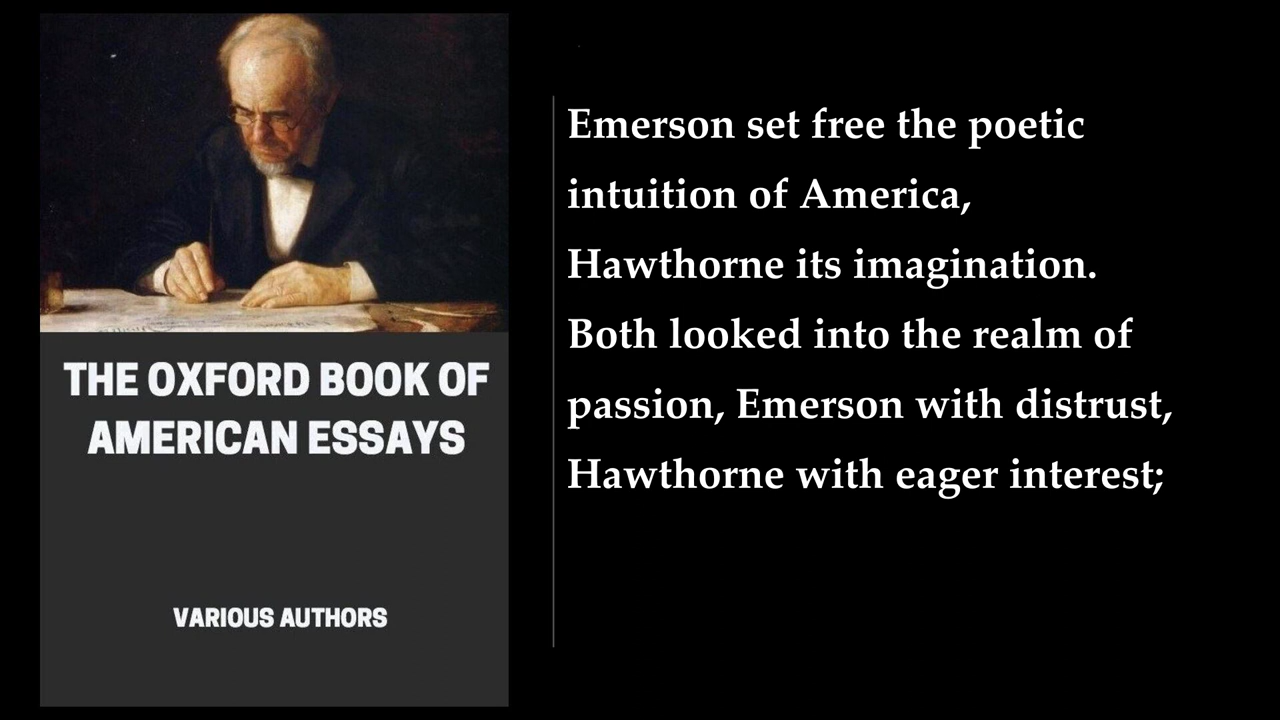 THE OXFORD BOOK OF
AMERICAN ESSAYS
VARIOUS AUTHORS
Emerson set free the poetic
intuition of America,
Hawthorne its imagination.
Both looked into the realm of
passion, Emerson with distrust,
Hawthorne with eager interest;